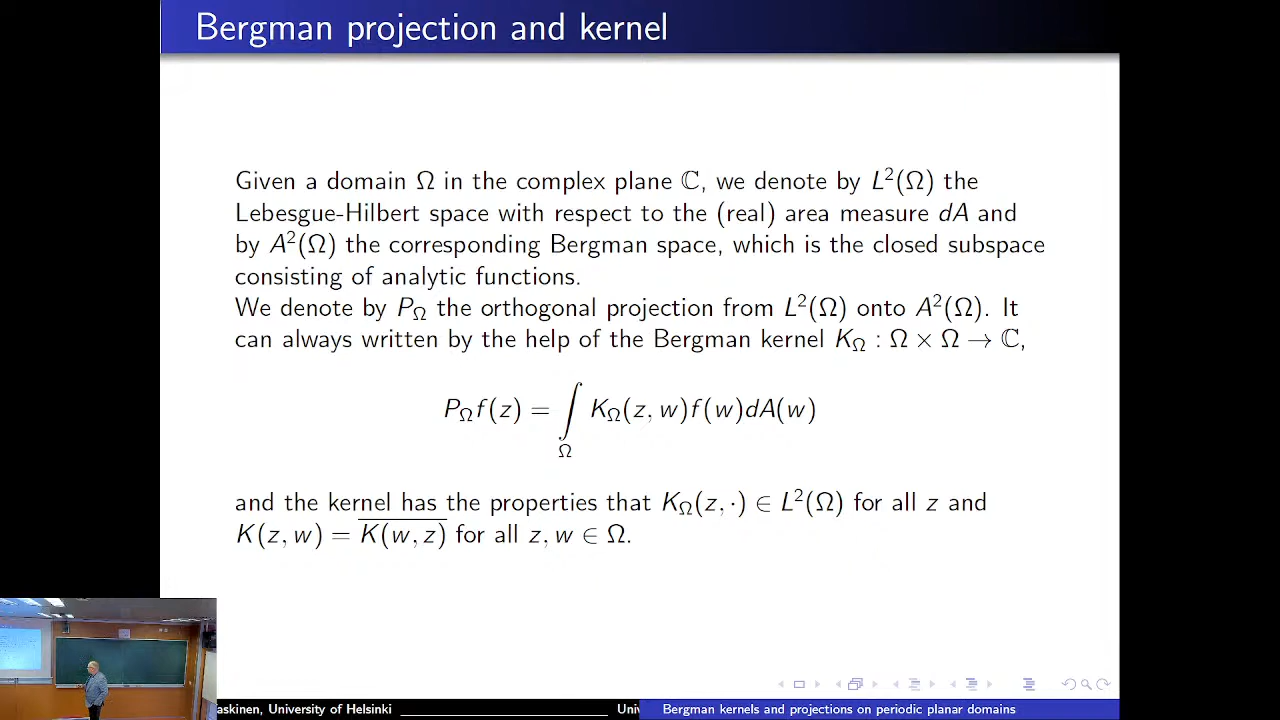 Bergman projection and kernel
Given a domain Ω in the complex plane ℂ, we denote by L²(Ω) the
Lebesgue-Hilbert space with respect to the (real) area measure dA and
by A²(Ω) the corresponding Bergman space, which is the closed subspace
consisting of analytic functions.
We denote by P_Ω the orthogonal projection from L²(Ω) onto A²(Ω). It
can always written by the help of the Bergman kernel K_Ω : Ω × Ω → ℂ,
P_Ω f(z) = ∫_Ω K_Ω(z, w)f(w)dA(w)
and the kernel has the properties that K_Ω(z, ·) ∈ L²(Ω) for all z and
K(z, w) = \overline{K(w, z)} for all z, w ∈ Ω.
askinen, University of Helsinki Univ Bergman kernels and projections on periodic planar domains